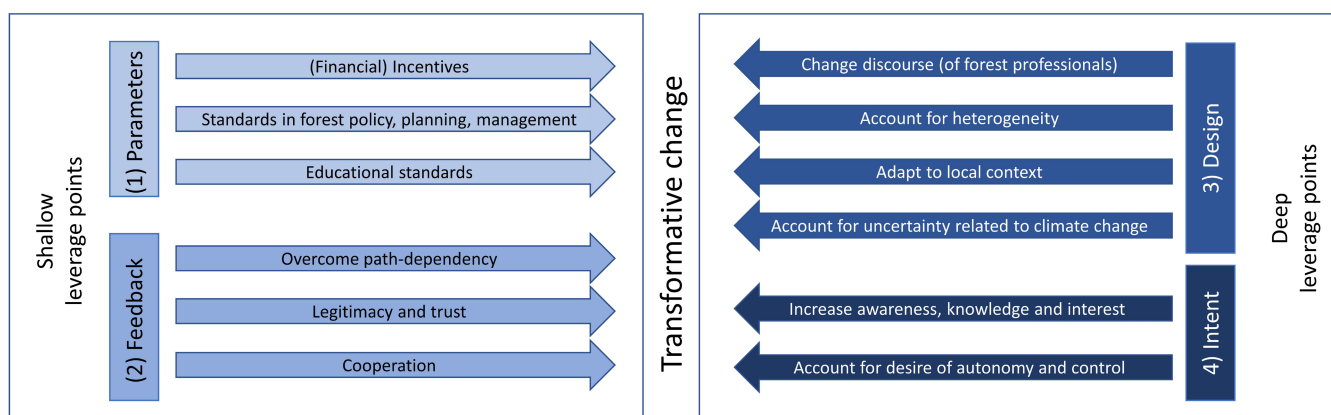 Shallow
leverage points
(1) Parameters
(Financial) Incentives
Standards in forest policy, planning, management
Educational standards
(2) Feedback
Overcome path-dependency
Legitimacy and trust
Cooperation
Transformative change
Change discourse (of forest professionals)
Account for heterogeneity
Adapt to local context
Account for uncertainty related to climate change
3) Design
Increase awareness, knowledge and interest
Account for desire of autonomy and control
4) Intent
Deep
leverage points